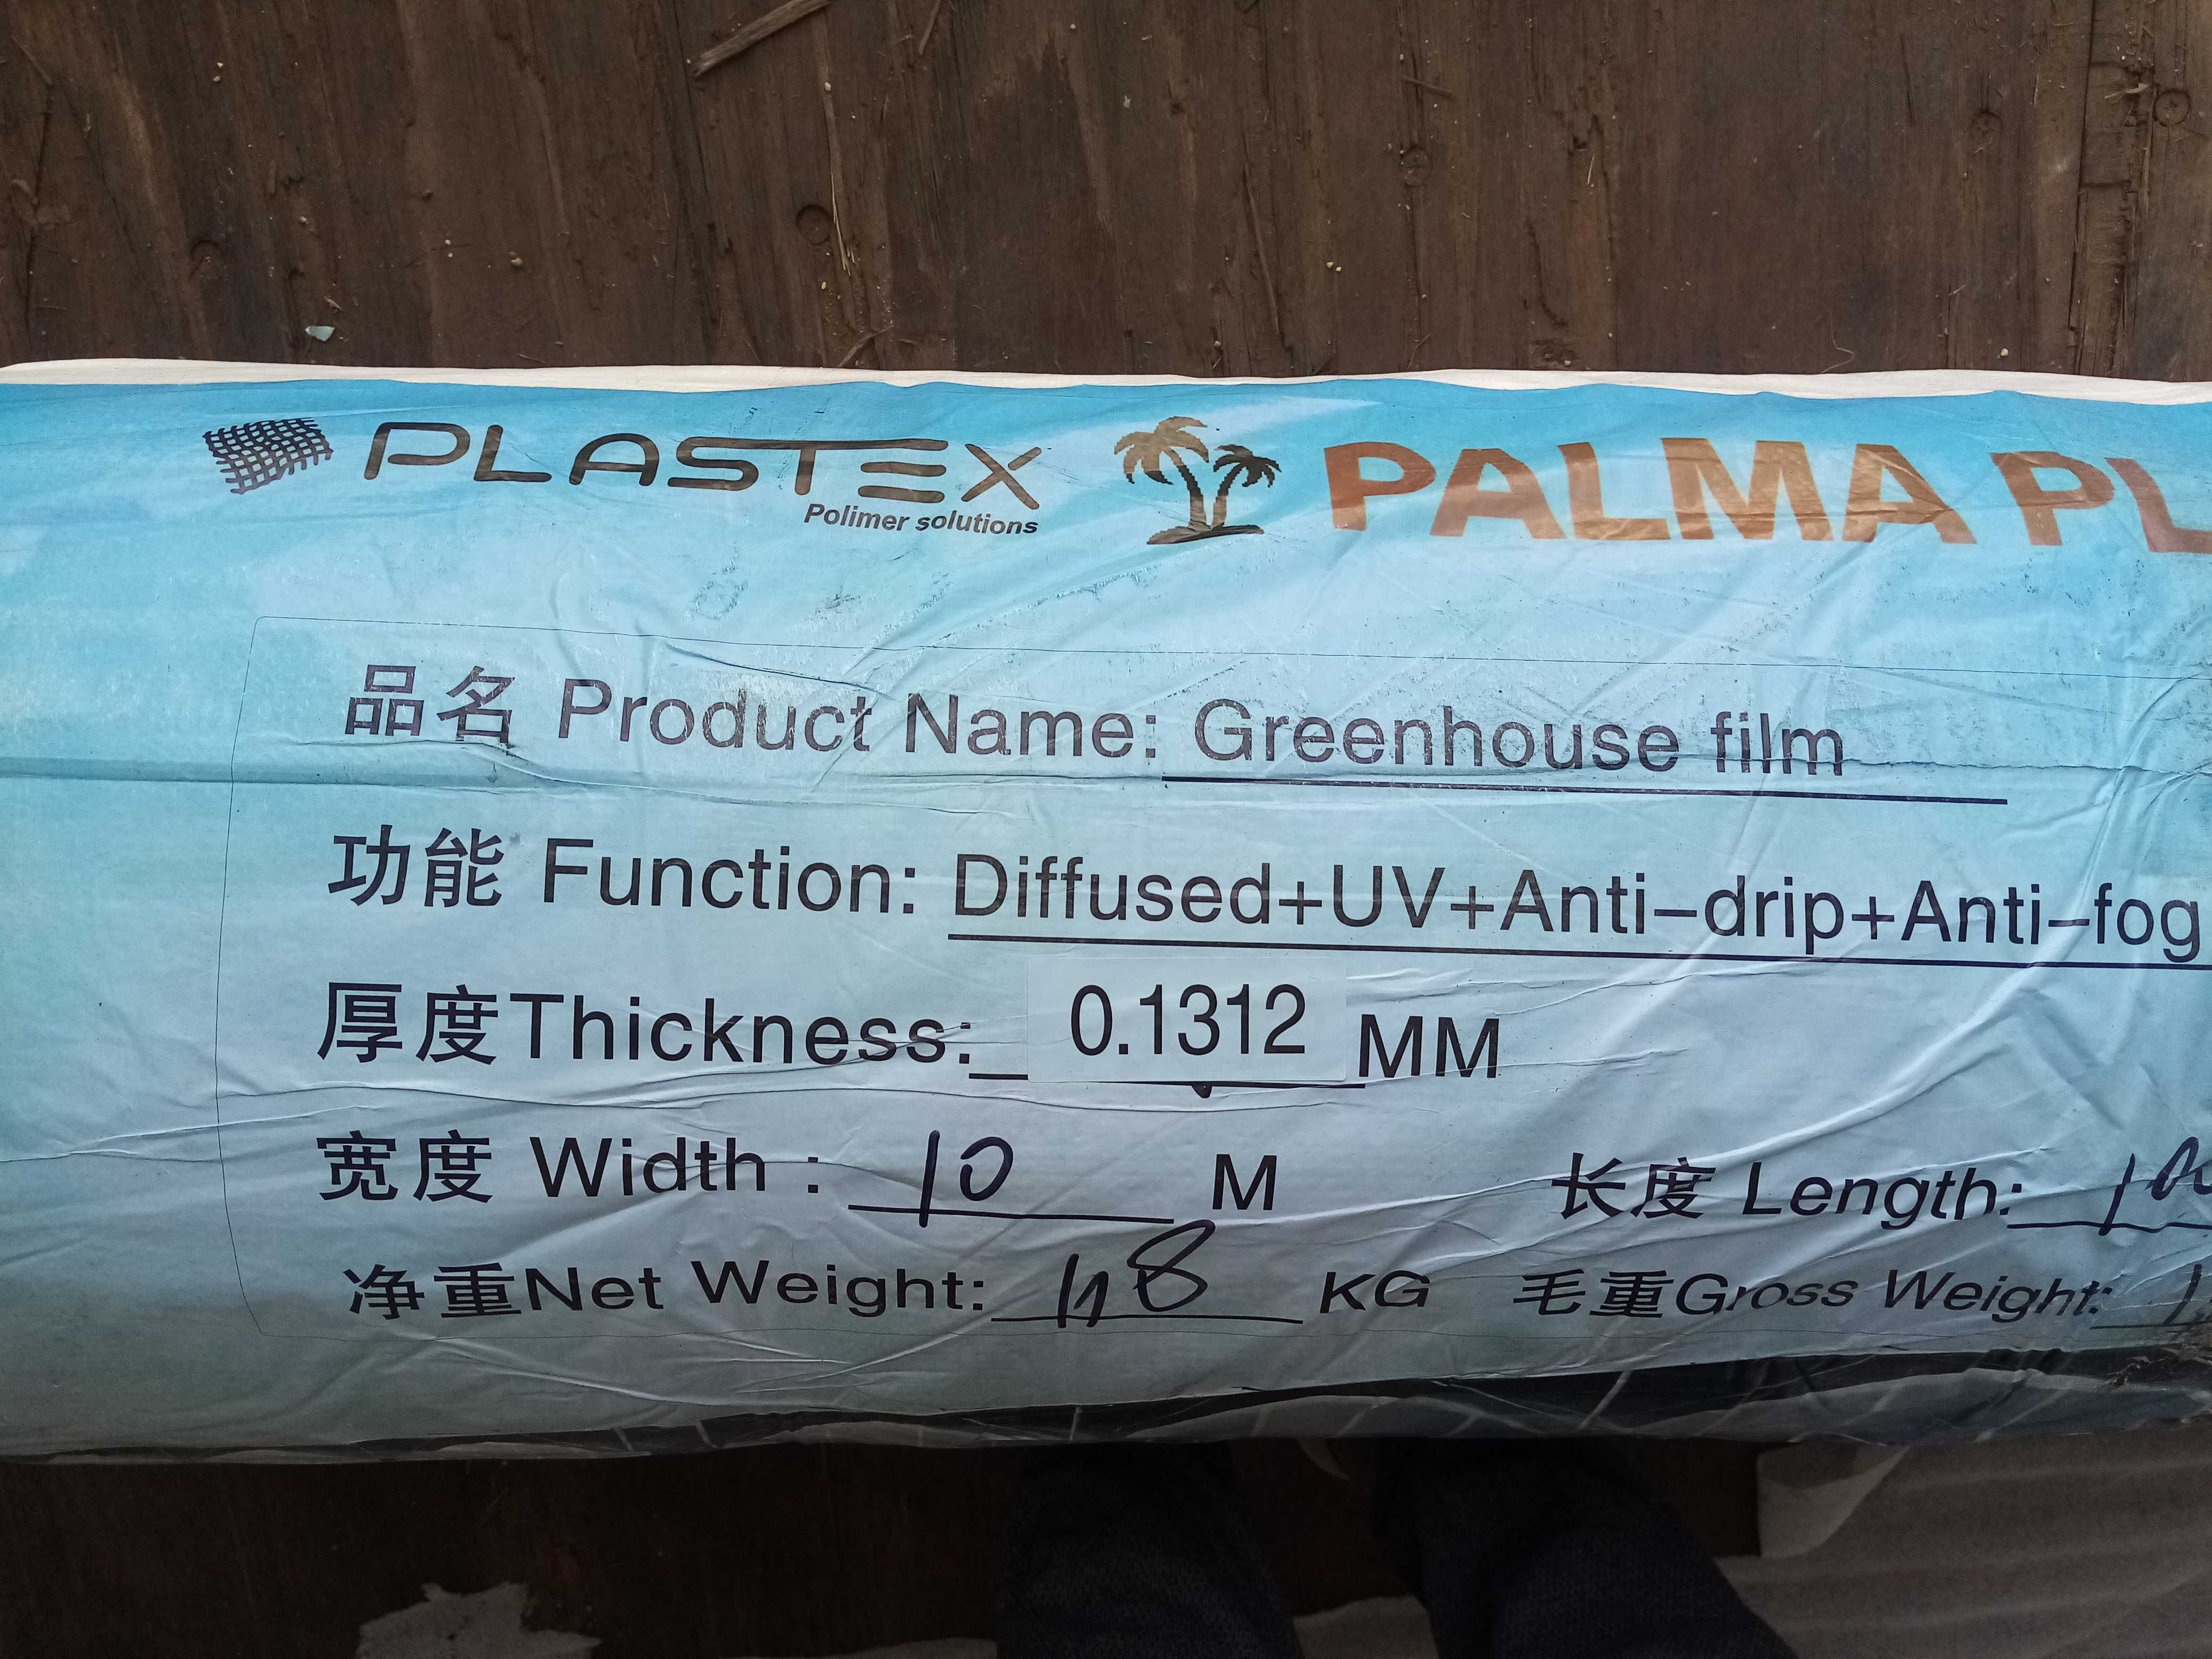 PLASTEX
Polimer solutions
PALMA PL
品名 Product Name: Greenhouse film
功能 Function: Diffused+UV+Anti-drip+Anti-fog
厚度Thickness: 0.1312 MM
宽度 Width : 10 M 长度 Length:
净重Net Weight: KG 毛重Gross Weight: